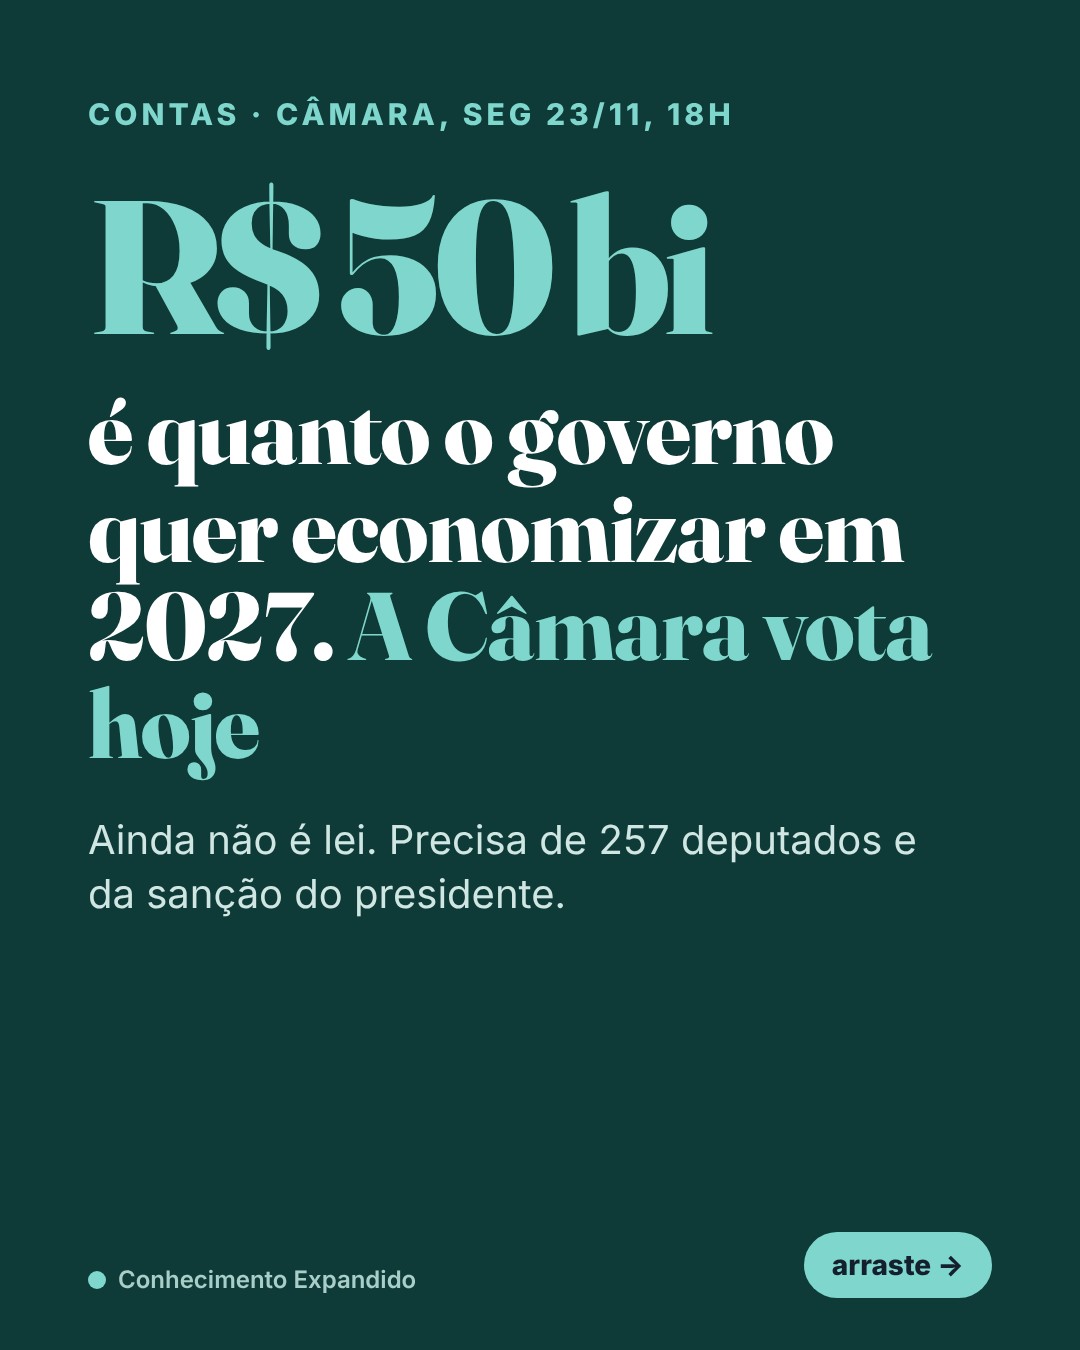 CONTAS · CÂMARA, SEG 23/11, 18H
R$ 50 bi
é quanto o governo
quer economizar em
2027. A Câmara vota
hoje
Ainda não é lei. Precisa de 257 deputados e
da sanção do presidente.
Conhecimento Expandido
arraste →